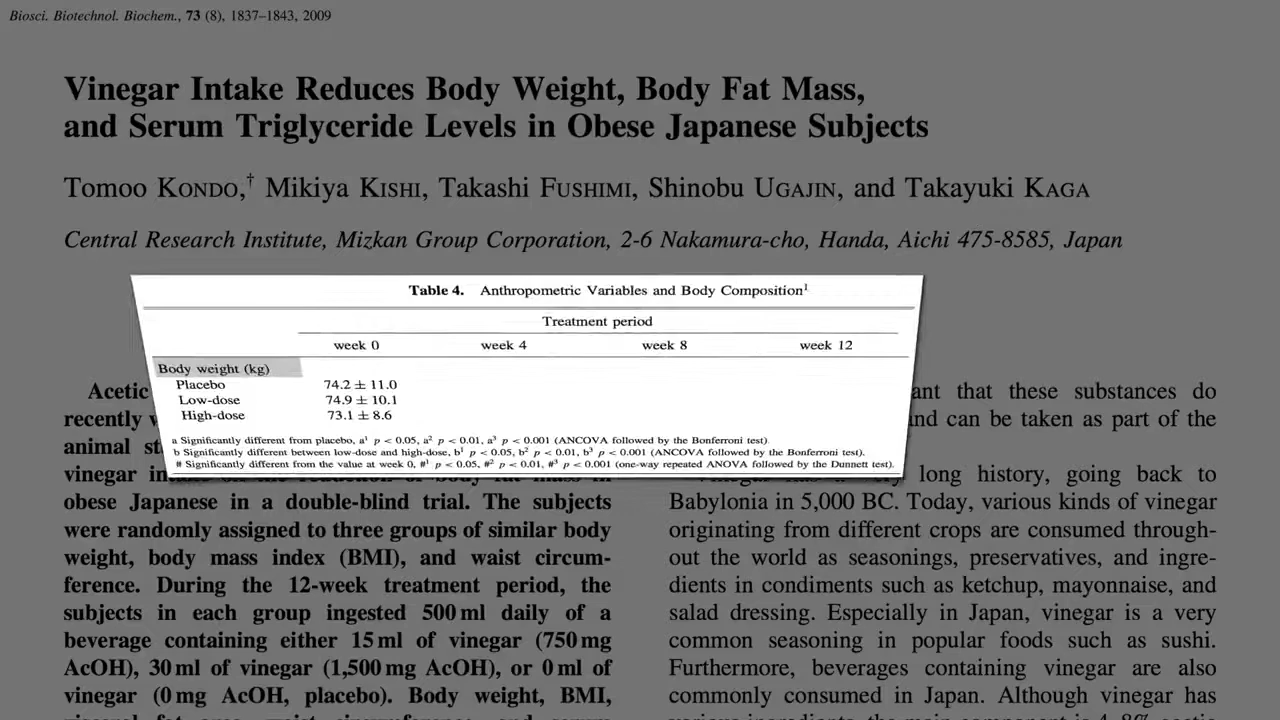 Biosci. Biotechnol. Biochem., 73 (8), 1837–1843, 2009
Vinegar Intake Reduces Body Weight, Body Fat Mass,
and Serum Triglyceride Levels in Obese Japanese Subjects
Tomoo KONDO,† Mikiya KISHI, Takashi FUSHIMI, Shinobu UGAJIN, and Takayuki KAGA
Central Research Institute, Mizkan Group Corporation, 2-6 Nakamura-cho, Handa, Aichi 475-8585, Japan
Table 4. Anthropometric Variables and Body Composition1
Treatment period
week 0 week 4 week 8 week 12
Body weight (kg)
Placebo 74.2 ± 11.0
Low-dose 74.9 ± 10.1
High-dose 73.1 ± 8.6
a Significantly different from placebo, a1 p < 0.05, a2 p < 0.01, a3 p < 0.001 (ANCOVA followed by the Bonferroni test).
b Significantly different between low-dose and high-dose, b1 p < 0.05, b2 p < 0.01, b3 p < 0.001 (ANCOVA followed by the Bonferroni test).
# Significantly different from the value at week 0, #1 p < 0.05, #2 p < 0.01, #3 p < 0.001 (one-way repeated ANOVA followed by the Dunnett test).
Acetic
recently
animal
vinegar
obese Japanese in a double-blind trial. The subjects
were randomly assigned to three groups of similar body
weight, body mass index (BMI), and waist circum-
ference. During the 12-week treatment period, the
subjects in each group ingested 500 ml daily of a
beverage containing either 15 ml of vinegar (750 mg
AcOH), 30 ml of vinegar (1,500 mg AcOH), or 0 ml of
vinegar (0 mg AcOH, placebo). Body weight, BMI,
that these substances do
and can be taken as part of the
long history, going back to
Babylonia in 5,000 BC. Today, various kinds of vinegar
originating from different crops are consumed through-
out the world as seasonings, preservatives, and ingre-
dients in condiments such as ketchup, mayonnaise, and
salad dressing. Especially in Japan, vinegar is a very
common seasoning in popular foods such as sushi.
Furthermore, beverages containing vinegar are also
commonly consumed in Japan. Although vinegar has